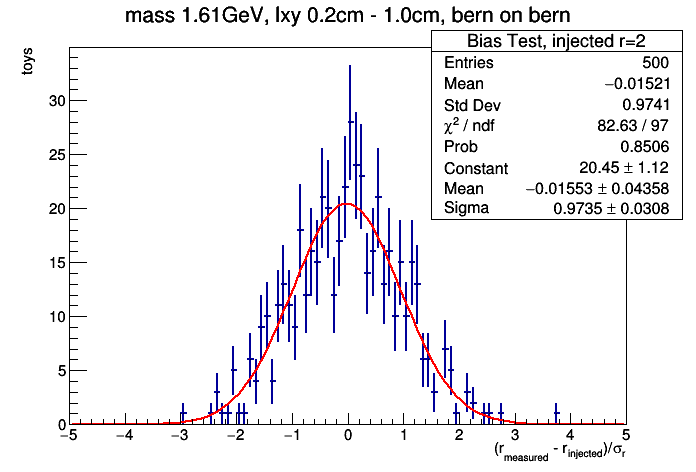 mass 1.61GeV, lxy 0.2cm - 1.0cm, bern on bern
Bias Test, injected r=2
Entries 500
Mean −0.01521
Std Dev 0.9741
χ² / ndf 82.63 / 97
Prob 0.8506
Constant 20.45 ± 1.12
Mean −0.01553 ± 0.04358
Sigma 0.9735 ± 0.0308
toys
30
25
20
15
10
5
0
−5 −4 −3 −2 −1 0 1 2 3 4 5
(r_measured - r_injected)/σ_r